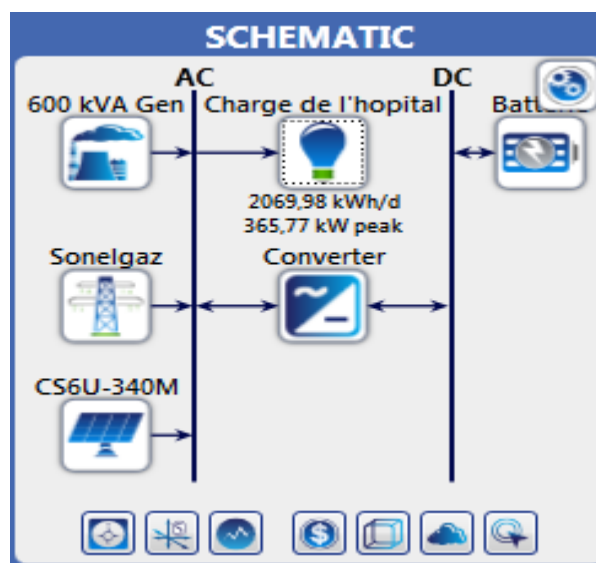 SCHEMATIC
AC DC
600 kVA Gen Charge de l'hopital
2069,98 kWh/d
365,77 kW peak
Sonelgaz Converter
CS6U-340M